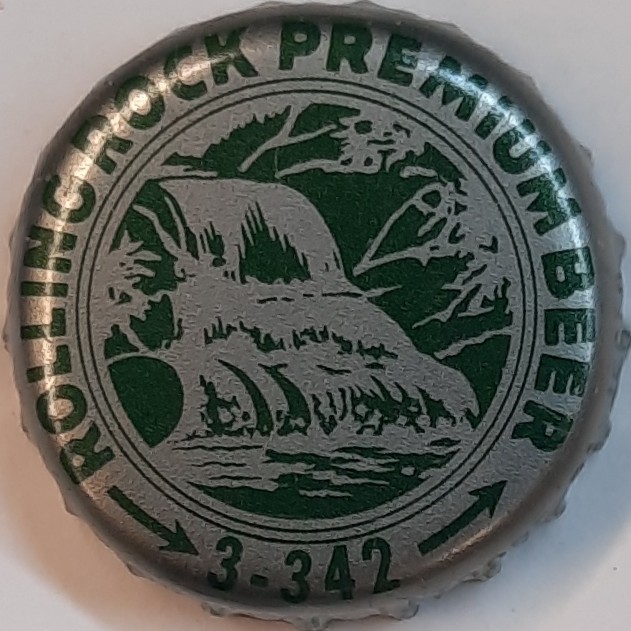 ROLLING ROCK PREMIUM BEER
3-342